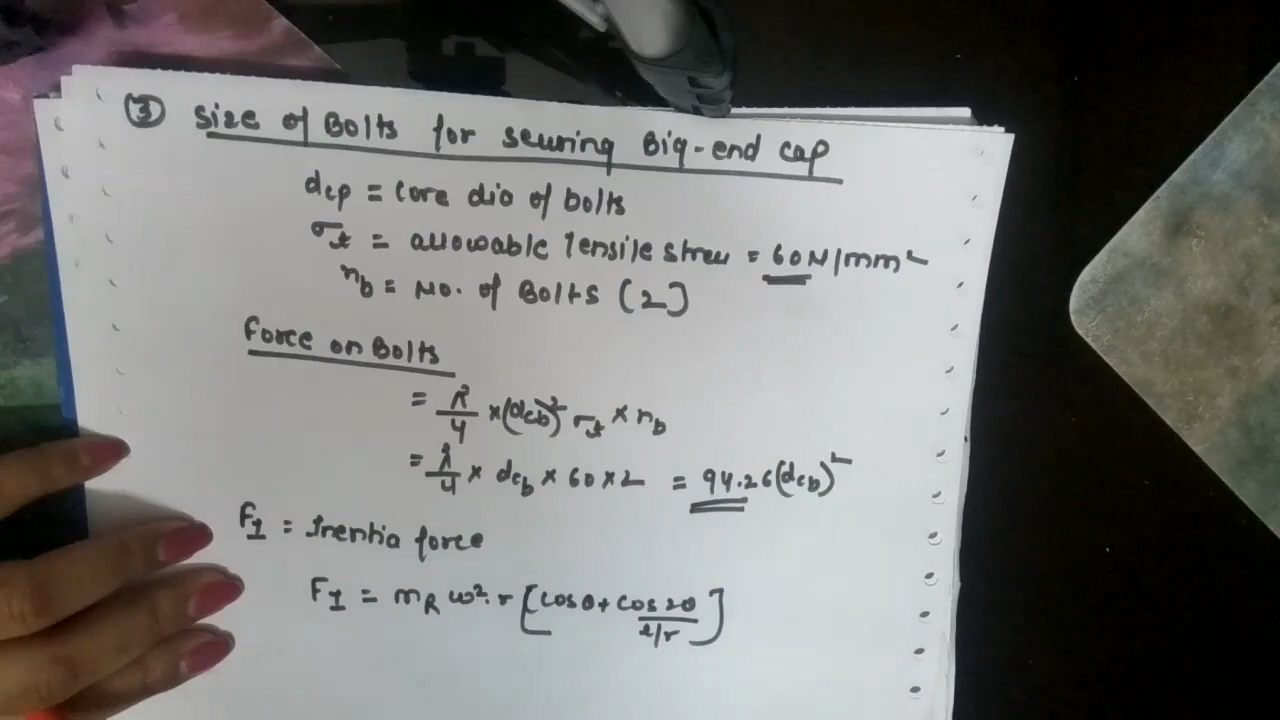 ③ Size of Bolts for securing Big-end cap
dcp = core dia of bolts
σt = allowable Tensile stress = 60 N/mm²
nb = No. of Bolts (2)
Force on Bolts
= π/4 × (dcb)² σt × nb
= π/4 × dcb × 60 × 2 = 94.26 (dcb)²
FI = Inertia force
FI = mR ω². r [cosθ + cos 2θ / l/r]